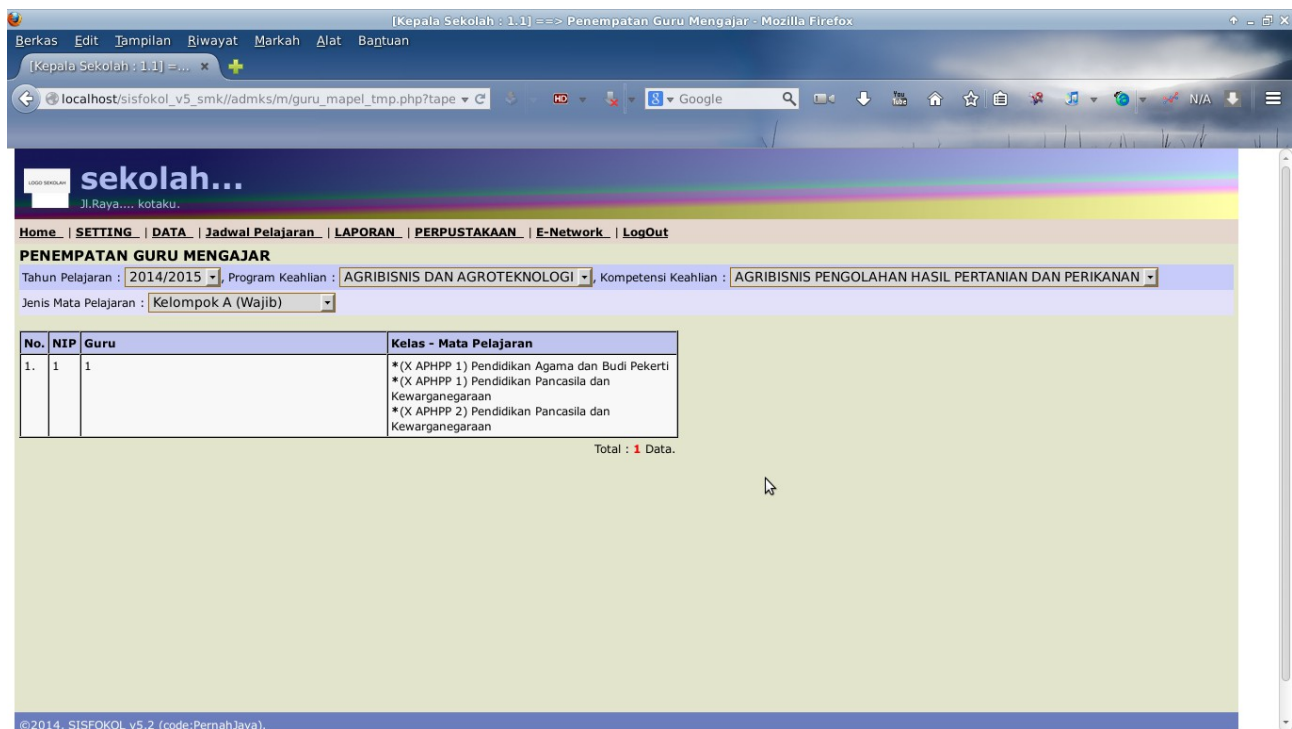 [Kepala Sekolah : 1.1] ==> Penempatan Guru Mengajar - Mozilla Firefox
Berkas Edit Tampilan Riwayat Markah Alat Bantuan
[Kepala Sekolah : 1.1] =...
localhost/sisfokol_v5_smk//admks/m/guru_mapel_tmp.php?tape Google N/A
LOGO SEKOLAH
sekolah...
Jl.Raya.... kotaku.
Home | SETTING | DATA | Jadwal Pelajaran | LAPORAN | PERPUSTAKAAN | E-Network | LogOut
PENEMPATAN GURU MENGAJAR
Tahun Pelajaran : 2014/2015 , Program Keahlian : AGRIBISNIS DAN AGROTEKNOLOGI , Kompetensi Keahlian : AGRIBISNIS PENGOLAHAN HASIL PERTANIAN DAN PERIKANAN
Jenis Mata Pelajaran : Kelompok A (Wajib)
No. NIP Guru Kelas - Mata Pelajaran
1. 1 1 *(X APHPP 1) Pendidikan Agama dan Budi Pekerti
*(X APHPP 1) Pendidikan Pancasila dan
Kewarganegaraan
*(X APHPP 2) Pendidikan Pancasila dan
Kewarganegaraan
Total : 1 Data.
©2014. SISFOKOL v5.2 (code:PernahJaya).